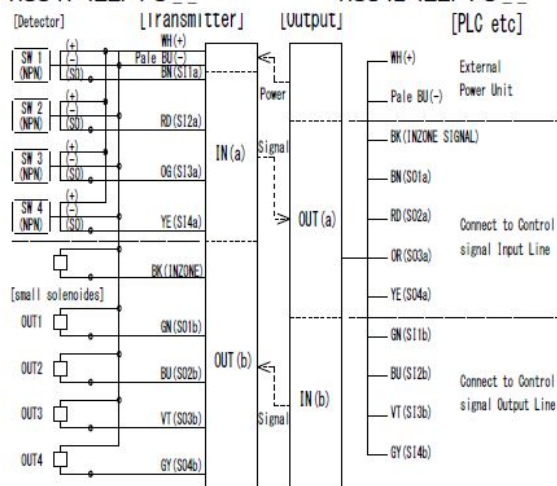 [Detector]
[Transmitter]
[Output]
[PLC etc]
WH(+)
Pale BU(-)
BN(SI1a)
SW 1
(NPN)
(+)
(-)
(SO)
SW 2
(NPN)
(+)
(-)
(SO)
RD(SI2a)
SW 3
(NPN)
(+)
(-)
(SO)
OG(SI3a)
SW 4
(NPN)
(+)
(-)
(SO)
YE(SI4a)
BK(INZONE)
[small solenoides]
OUT1
GN(SO1b)
OUT2
BU(SO2b)
OUT3
VT(SO3b)
OUT4
GY(SO4b)
IN(a)
OUT(b)
Power
Signal
Signal
OUT(a)
IN(b)
WH(+)
Pale BU(-)
External
Power Unit
BK(INZONE SIGNAL)
BN(SO1a)
RD(SO2a)
OR(SO3a)
YE(SO4a)
Connect to Control
signal Input Line
GN(SI1b)
BU(SI2b)
VT(SI3b)
GY(SI4b)
Connect to Control
signal Output Line